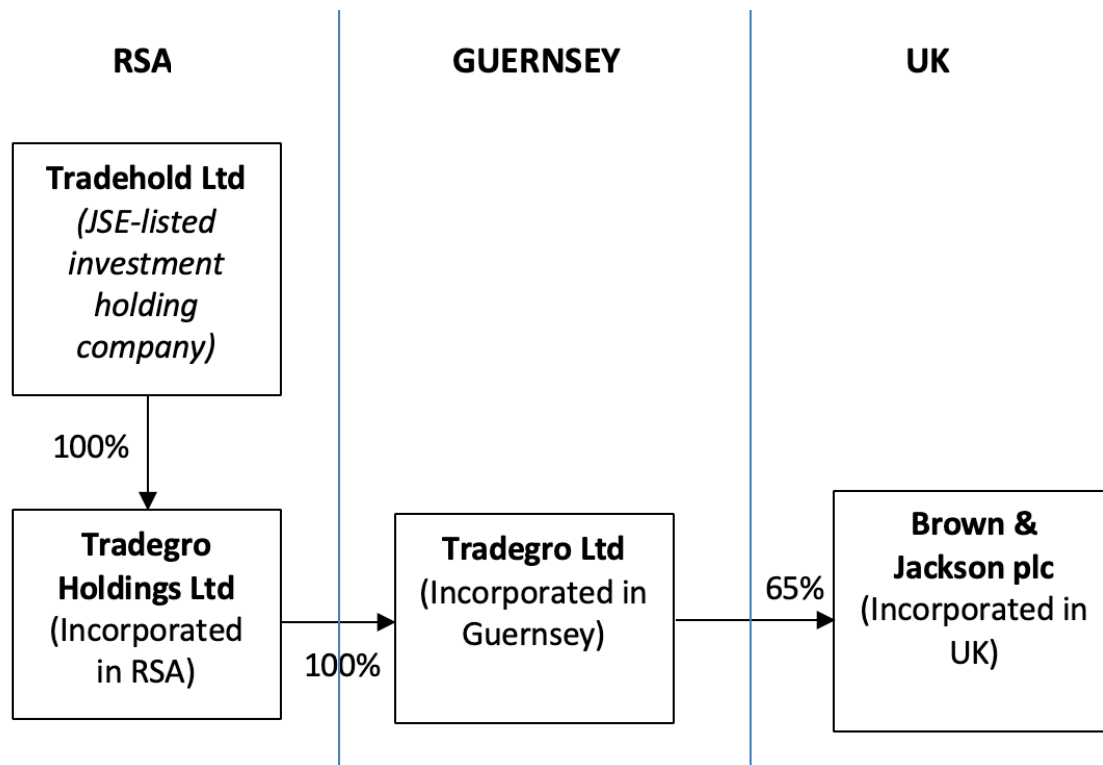 RSA
GUERNSEY
UK
Tradehold Ltd
(JSE-listed
investment
holding
company)
100%
Tradegro
Holdings Ltd
(Incorporated
in RSA)
100%
Tradegro Ltd
(Incorporated in
Guernsey)
65%
Brown &
Jackson plc
(Incorporated in
UK)